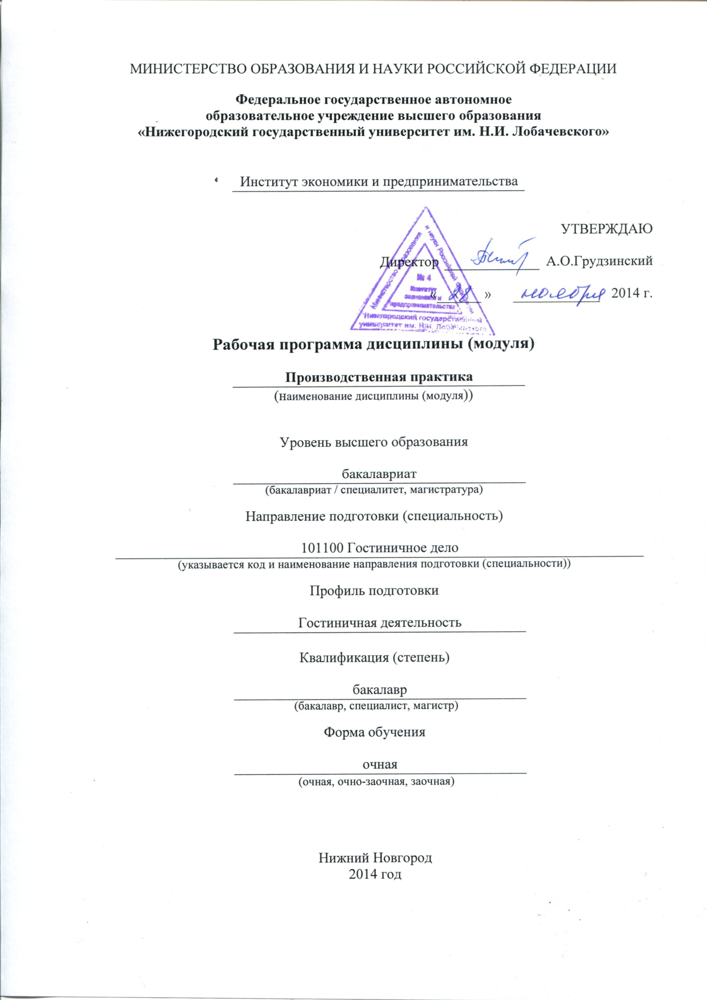 МИНИСТЕРСТВО ОБРАЗОВАНИЯ И НАУКИ РОССИЙСКОЙ ФЕДЕРАЦИИ
Федеральное государственное автономное
образовательное учреждение высшего образования
«Нижегородский государственный университет им. Н.И. Лобачевского»
Институт экономики и предпринимательства
УТВЕРЖДАЮ
Директор А.О.Грудзинский
« 28 » ноября 2014 г.
Министерство образования
и науки Российской Федерации
№ 4
Институт
экономики и
предпринимательства
Нижегородский государственный
университет им. Н.И. Лобачевского
Рабочая программа дисциплины (модуля)
Производственная практика
(наименование дисциплины (модуля))
Уровень высшего образования
бакалавриат
(бакалавриат / специалитет, магистратура)
Направление подготовки (специальность)
101100 Гостиничное дело
(указывается код и наименование направления подготовки (специальности))
Профиль подготовки
Гостиничная деятельность
Квалификация (степень)
бакалавр
(бакалавр, специалист, магистр)
Форма обучения
очная
(очная, очно-заочная, заочная)
Нижний Новгород
2014 год